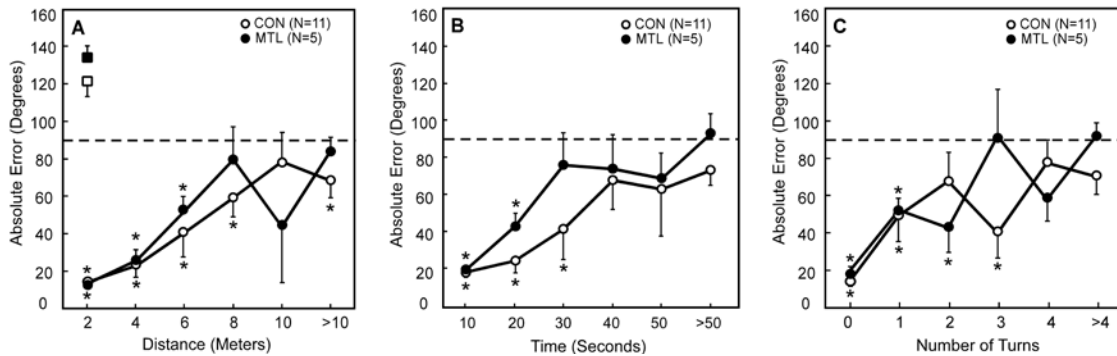 A
CON (N=11)
MTL (N=5)
160
140
120
100
80
60
40
20
0
Absolute Error (Degrees)
* * * * * * * *
2 4 6 8 10 >10
Distance (Meters)
B
CON (N=11)
MTL (N=5)
160
140
120
100
80
60
40
20
0
Absolute Error (Degrees)
* * * * *
10 20 30 40 50 >50
Time (Seconds)
C
CON (N=11)
MTL (N=5)
160
140
120
100
80
60
40
20
0
Absolute Error (Degrees)
* * * * * *
0 1 2 3 4 >4
Number of Turns